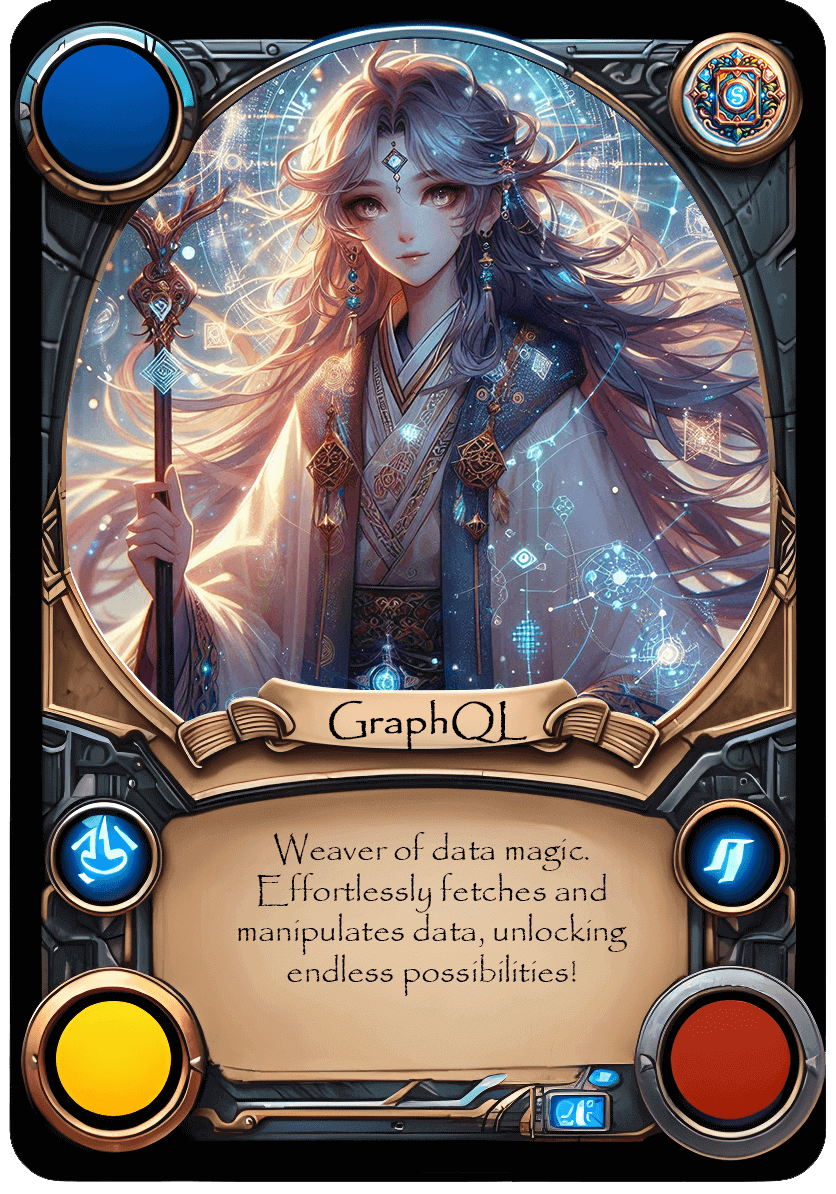 GraphQL
Weaver of data magic.
Effortlessly fetches and
manipulates data, unlocking
endless possibilities!